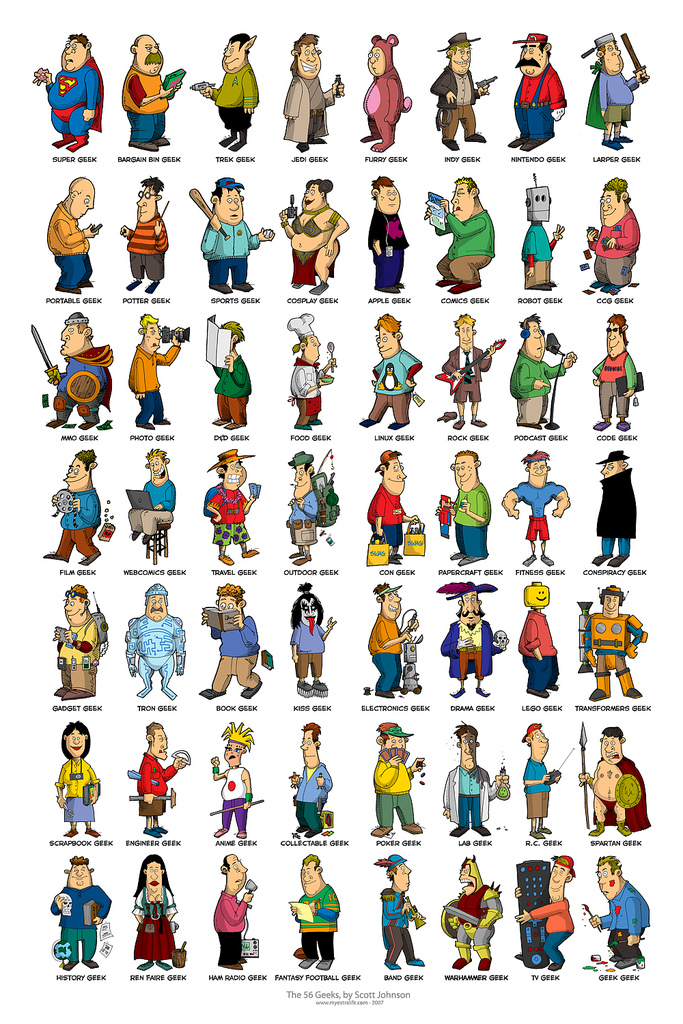 SUPER GEEK
BARGAIN BIN GEEK
TREK GEEK
JEDI GEEK
FURRY GEEK
INDY GEEK
NINTENDO GEEK
LARPER GEEK
PORTABLE GEEK
POTTER GEEK
SPORTS GEEK
COSPLAY GEEK
APPLE GEEK
COMICS GEEK
ROBOT GEEK
CCG GEEK
MMO GEEK
PHOTO GEEK
D&D GEEK
FOOD GEEK
LINUX GEEK
ROCK GEEK
PODCAST GEEK
CODE GEEK
FILM GEEK
WEBCOMICS GEEK
TRAVEL GEEK
OUTDOOR GEEK
SWAG
SWAG
CON GEEK
PAPERCRAFT GEEK
FITNESS GEEK
CONSPIRACY GEEK
GADGET GEEK
TRON GEEK
BOOK GEEK
KISS GEEK
ELECTRONICS GEEK
DRAMA GEEK
LEGO GEEK
TRANSFORMERS GEEK
SCRAPBOOK GEEK
ENGINEER GEEK
ANIME GEEK
COLLECTABLE GEEK
POKER GEEK
LAB GEEK
R.C. GEEK
SPARTAN GEEK
HISTORY GEEK
REN FAIRE GEEK
HAM RADIO GEEK
FANTASY FOOTBALL GEEK
BAND GEEK
WARHAMMER GEEK
TV GEEK
GEEK GEEK
The 56 Geeks, by Scott Johnson
www.myextralife.com - 2007